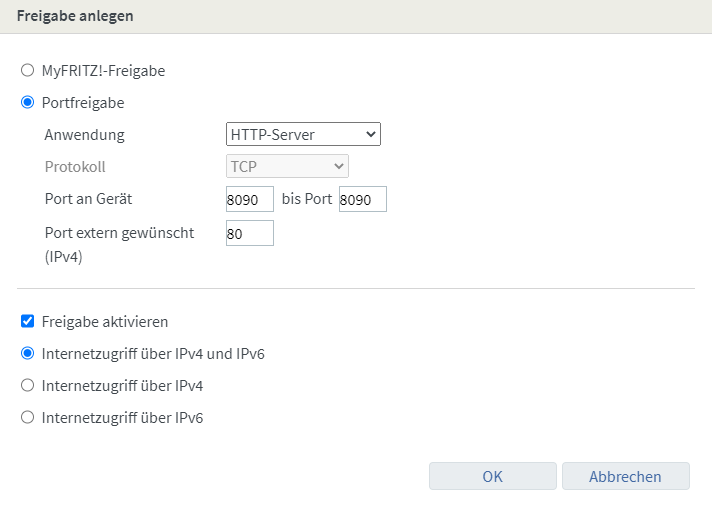 Freigabe anlegen
MyFRITZ!-Freigabe
Portfreigabe
Anwendung HTTP-Server
Protokoll TCP
Port an Gerät 8090 bis Port 8090
Port extern gewünscht 80
(IPv4)
Freigabe aktivieren
Internetzugriff über IPv4 und IPv6
Internetzugriff über IPv4
Internetzugriff über IPv6
OK Abbrechen